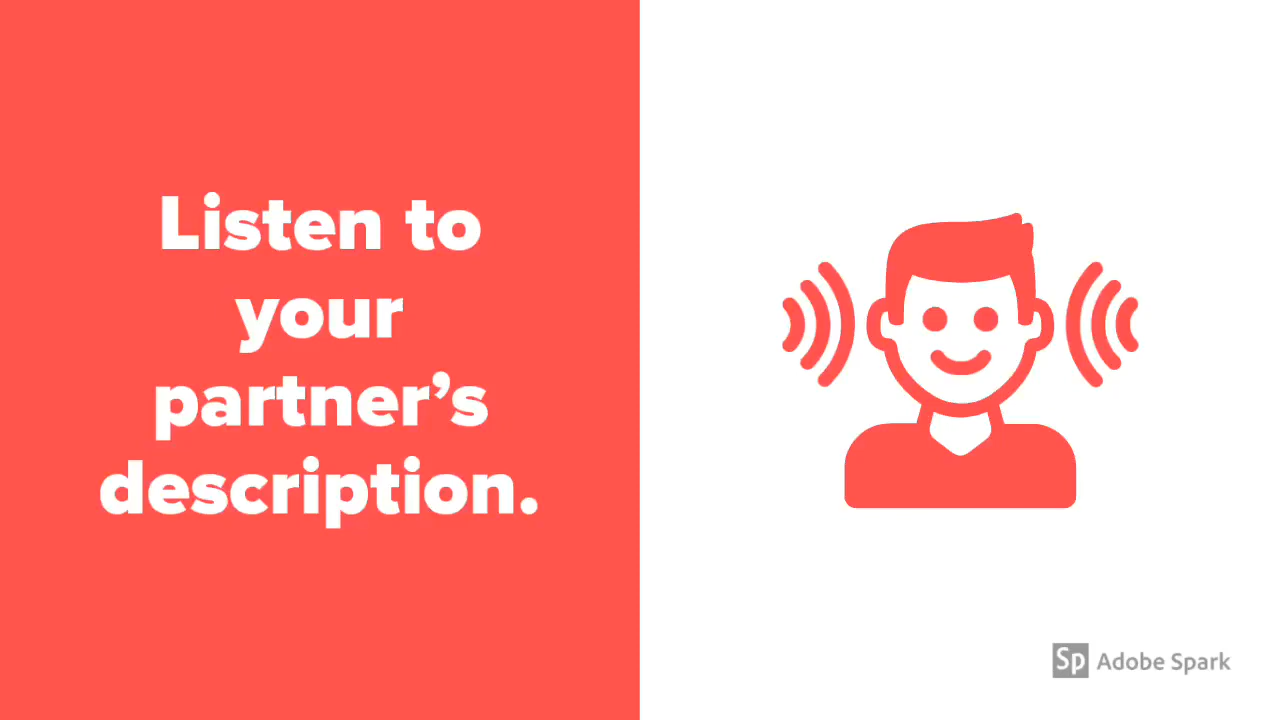 Listen to
your
partner’s
description.
Sp Adobe Spark